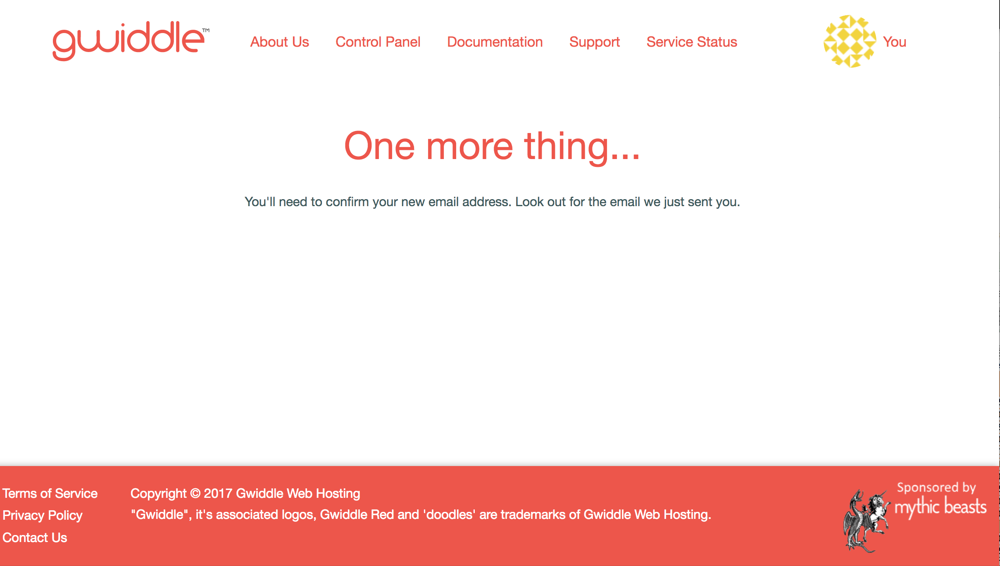 gwiddle™
About Us
Control Panel
Documentation
Support
Service Status
You
One more thing...
You'll need to confirm your new email address. Look out for the email we just sent you.
Terms of Service
Privacy Policy
Contact Us
Copyright © 2017 Gwiddle Web Hosting
"Gwiddle", it's associated logos, Gwiddle Red and 'doodles' are trademarks of Gwiddle Web Hosting.
Sponsored by
mythic beasts